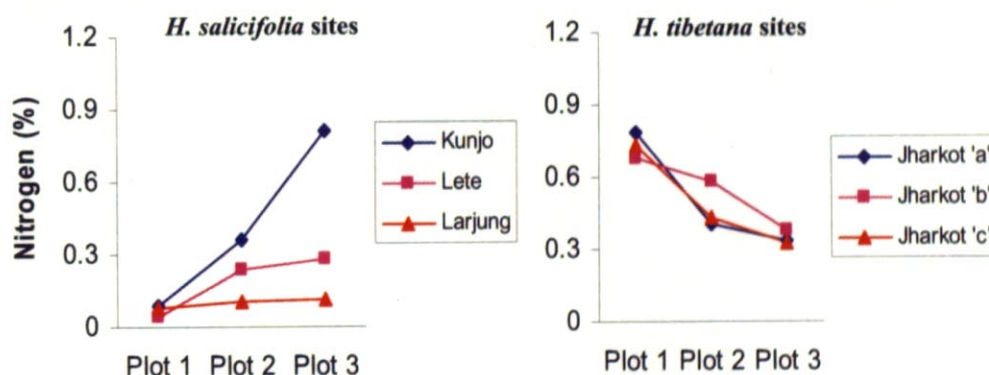 H. salicifolia sites
Nitrogen (%)
1.2
0.9
0.6
0.3
0
Plot 1 Plot 2 Plot 3
Kunjo
Lete
Larjung
H. tibetana sites
1.2
0.9
0.6
0.3
0
Plot 1 Plot 2 Plot 3
Jharkot 'a'
Jharkot 'b'
Jharkot 'c'